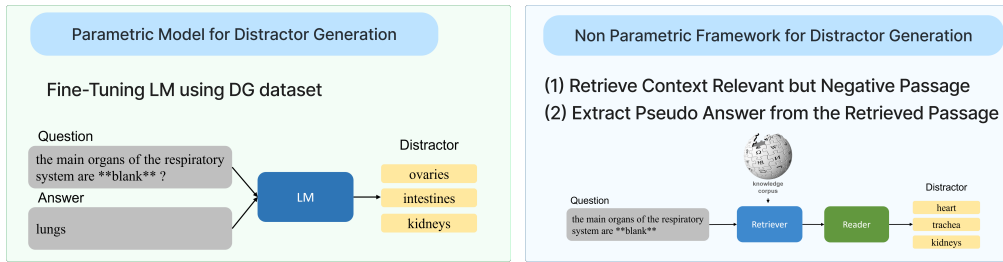 Parametric Model for Distractor Generation
Fine-Tuning LM using DG dataset
Question
the main organs of the respiratory
system are **blank** ?
Answer
lungs
LM
Distractor
ovaries
intestines
kidneys
Non Parametric Framework for Distractor Generation
(1) Retrieve Context Relevant but Negative Passage
(2) Extract Pseudo Answer from the Retrieved Passage
knowledge
corpus
Question
the main organs of the respiratory
system are **blank**
Retriever
Reader
Distractor
heart
trachea
kidneys